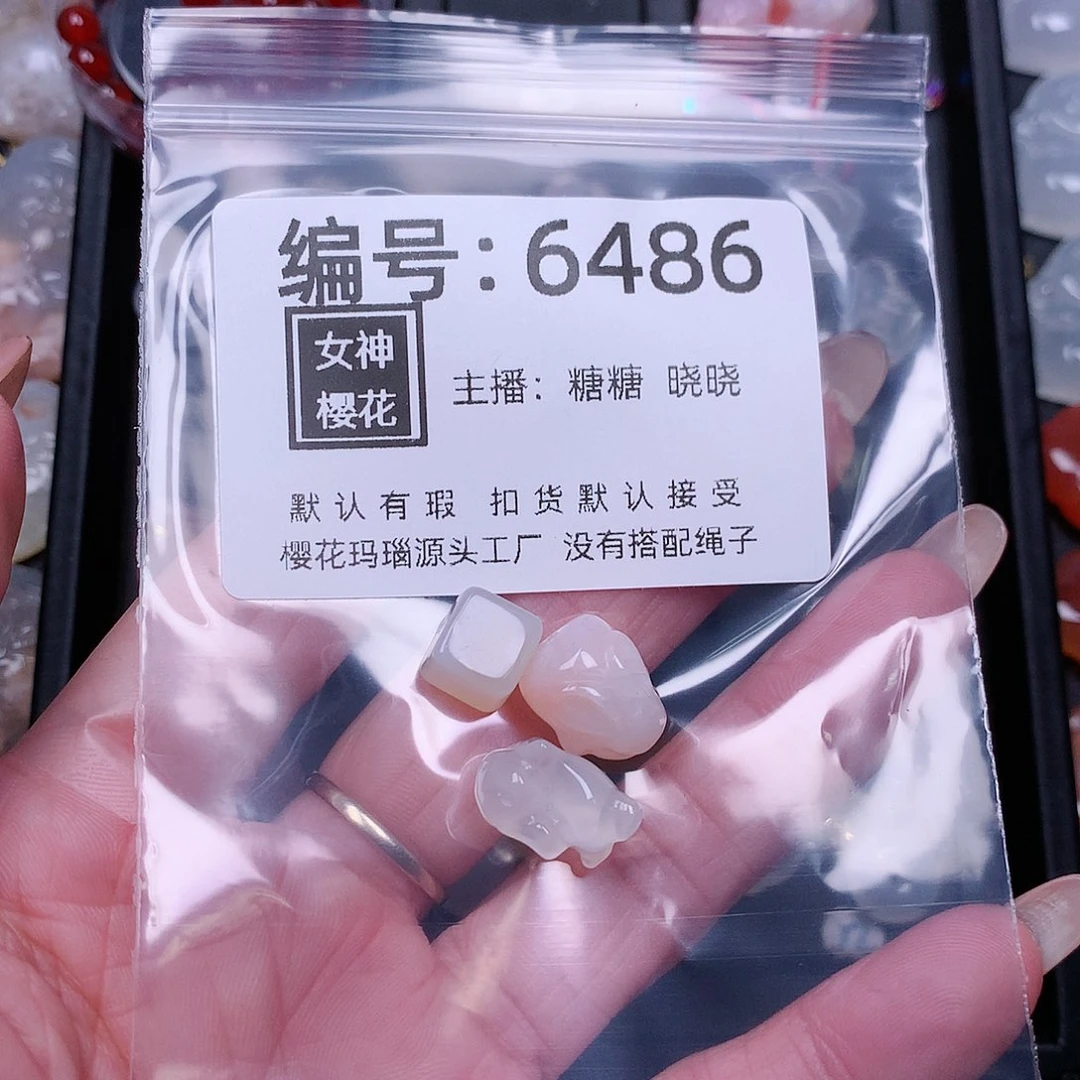 编号：6486
女神
樱花
主播：糖糖 晓晓
默认有瑕 扣货默认接受
樱花玛瑙源头工厂 没有搭配绳子